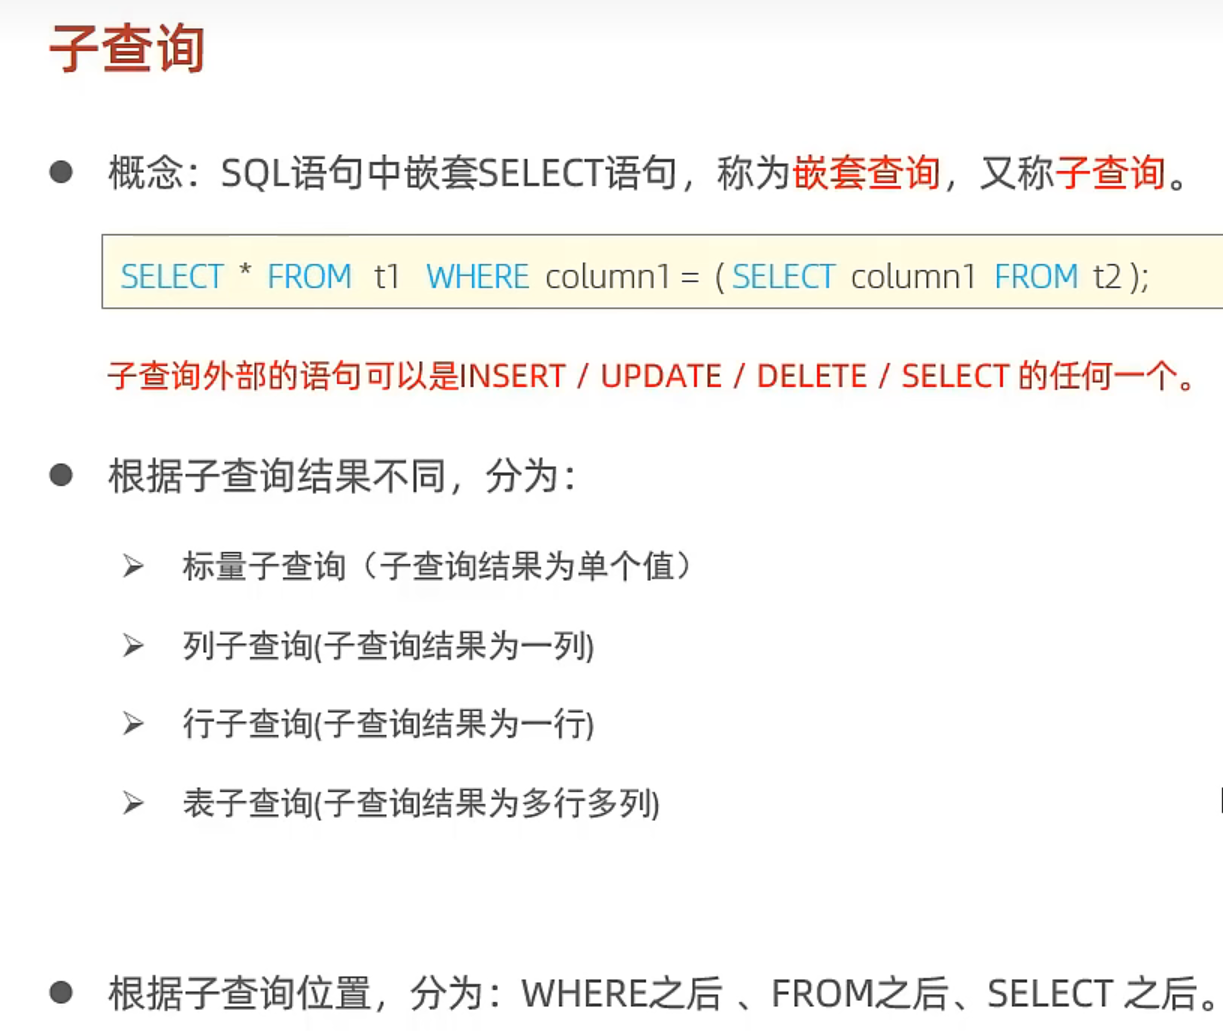 子查询
概念：SQL语句中嵌套SELECT语句，称为嵌套查询，又称子查询。
SELECT * FROM t1 WHERE column1 = ( SELECT column1 FROM t2 );
子查询外部的语句可以是INSERT / UPDATE / DELETE / SELECT 的任何一个。
根据子查询结果不同，分为：
标量子查询（子查询结果为单个值）
列子查询(子查询结果为一列)
行子查询(子查询结果为一行)
表子查询(子查询结果为多行多列)
根据子查询位置，分为：WHERE之后 、FROM之后、SELECT 之后。